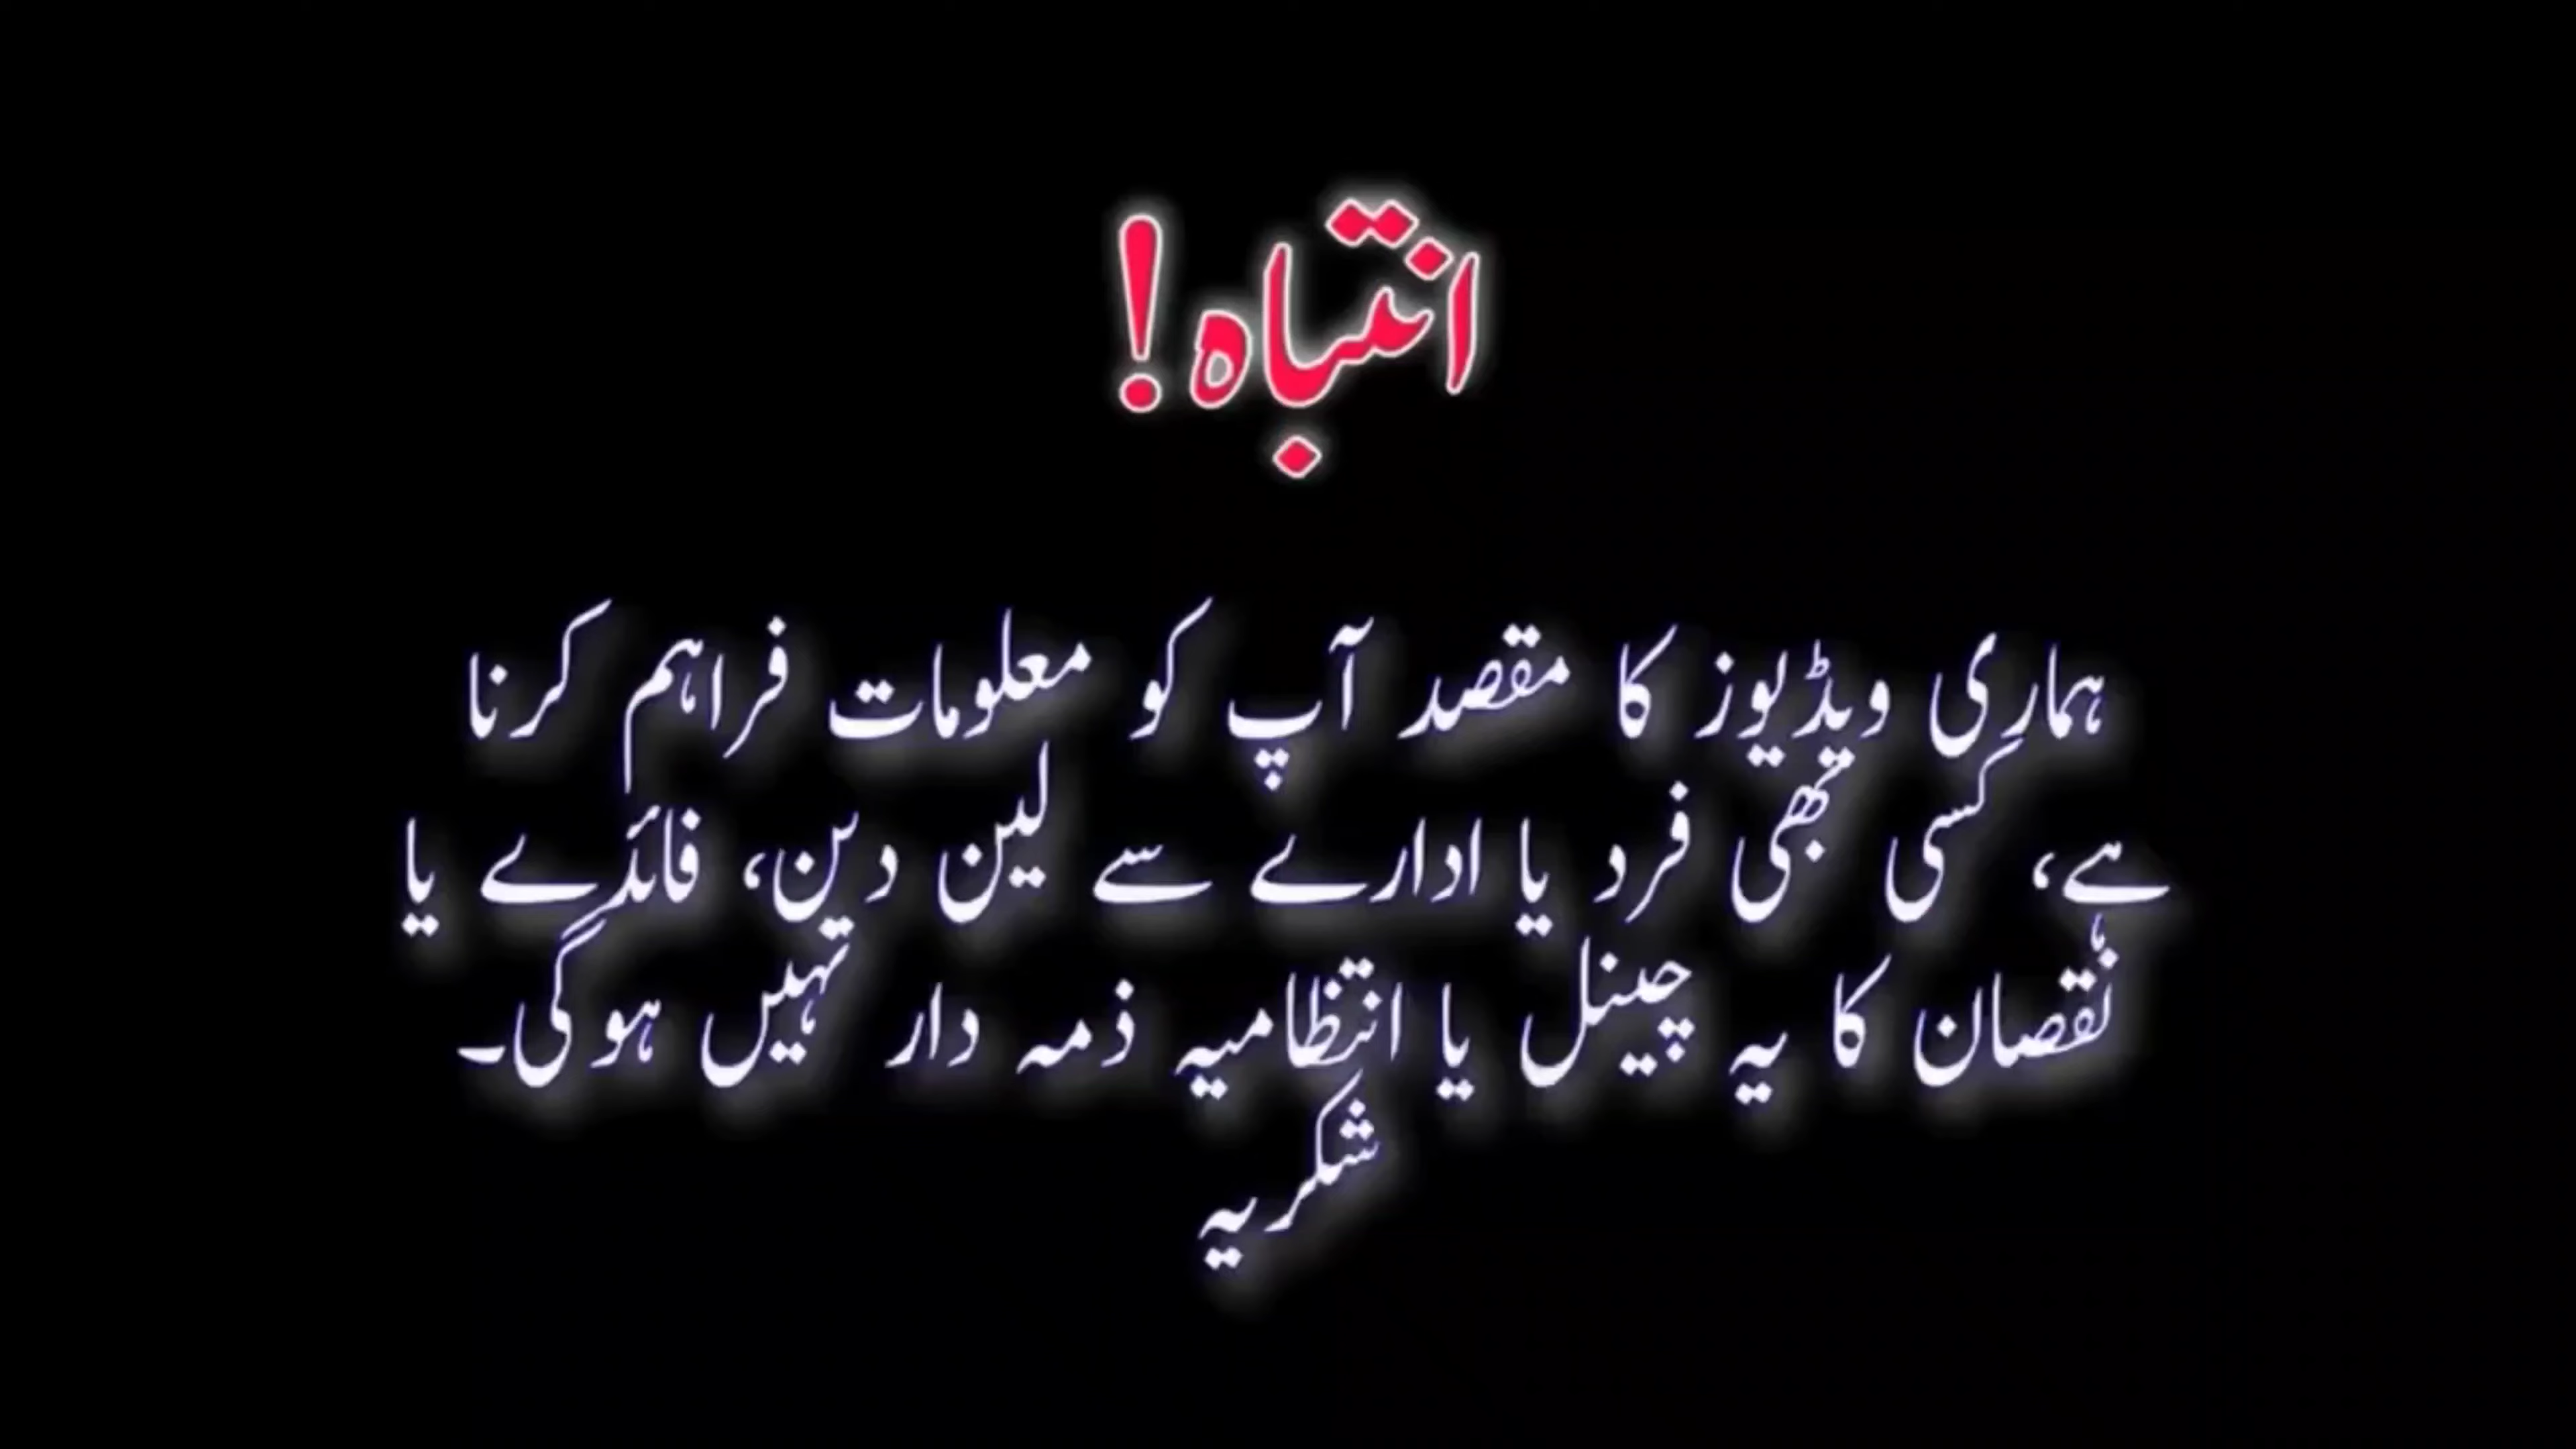 انتباہ!
ہماری ویڈیوز کا مقصد آپ کو معلومات فراہم کرنا
ہے، کسی بھی فرد یا ادارے سے لین دین، فائدے یا
نقصان کا یہ چینل یا انتظامیہ ذمہ دار نہیں ہوگی۔
شکریہ